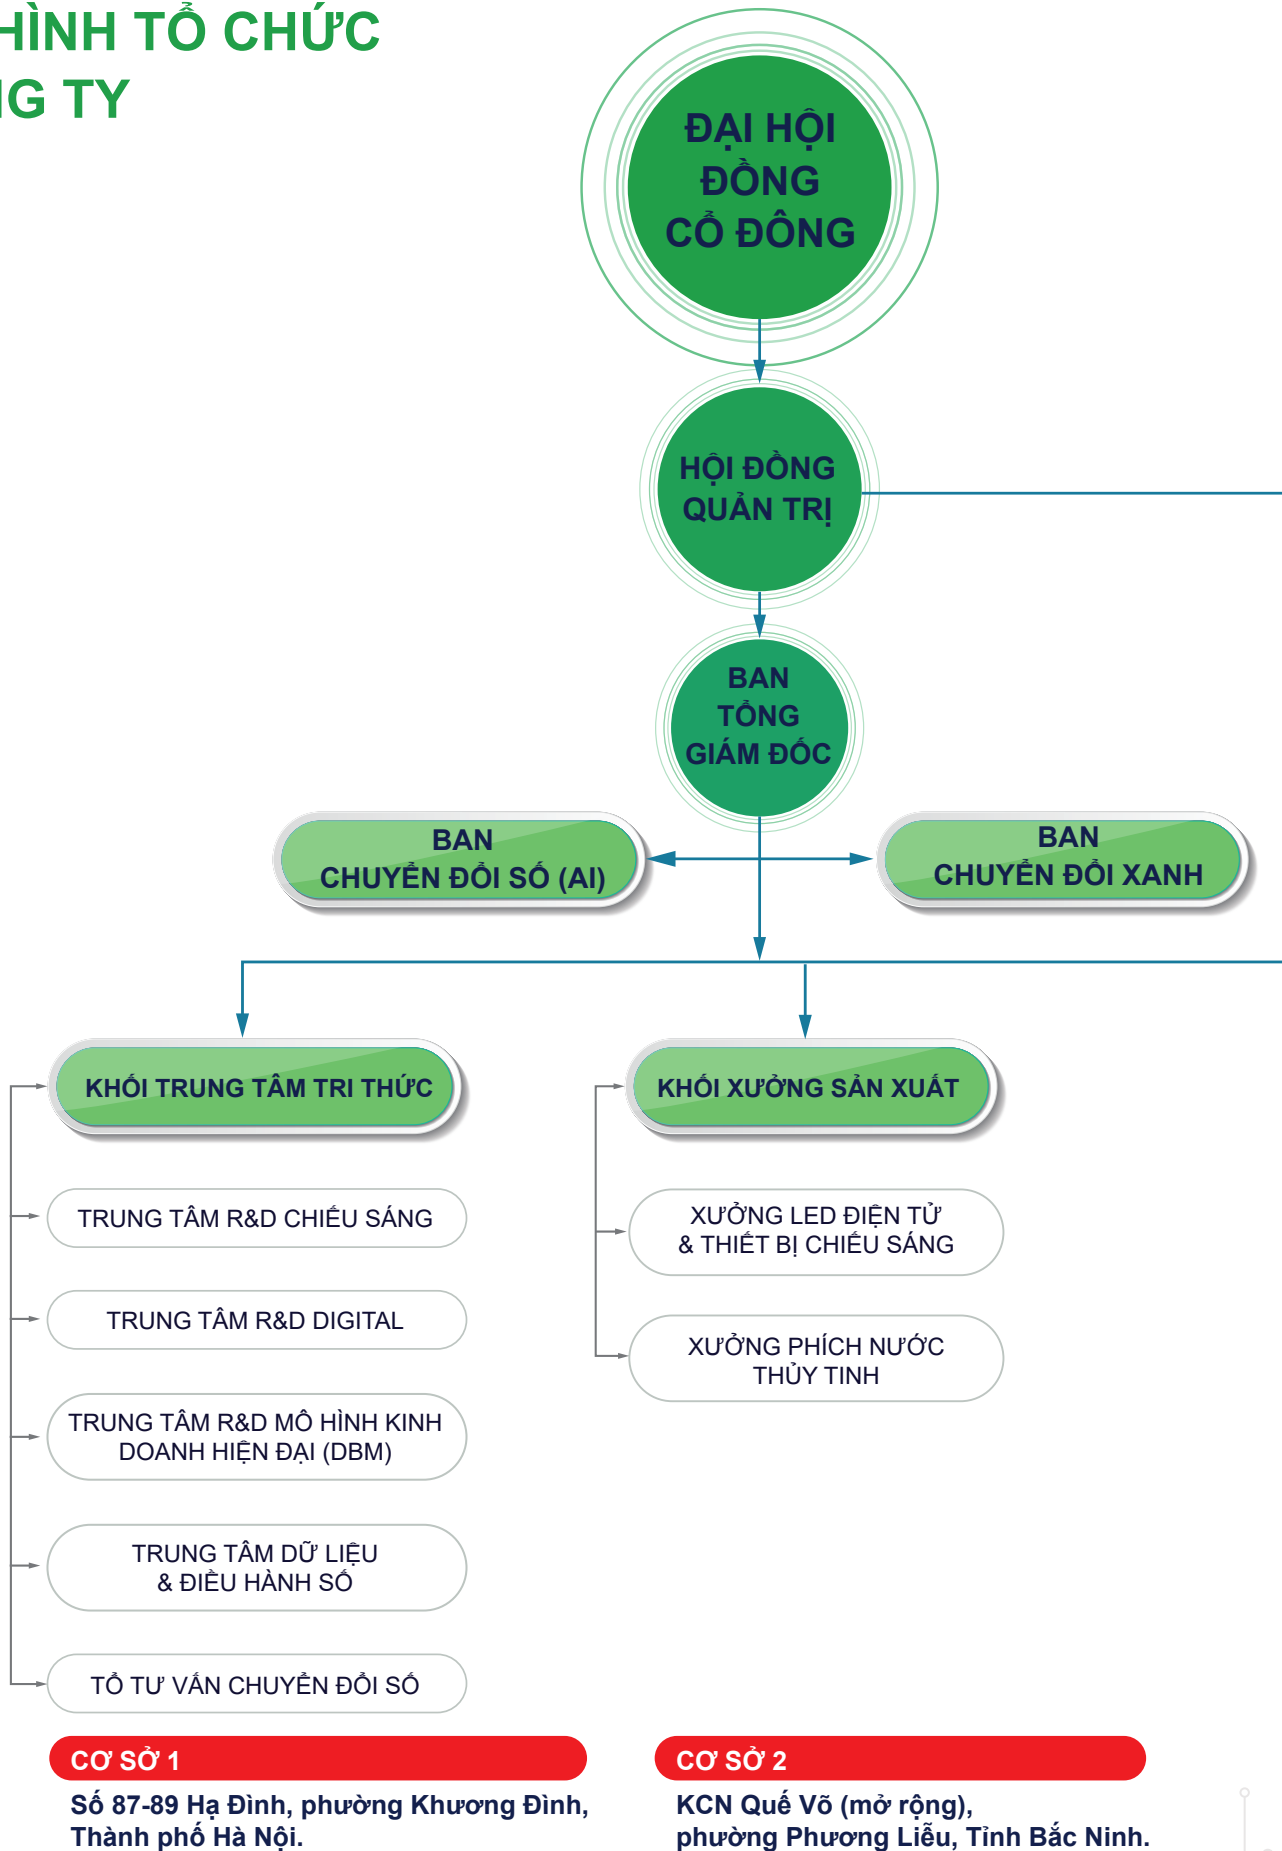 HÌNH TỔ CHỨC
NG TY
ĐẠI HỘI
ĐỒNG
CỔ ĐÔNG
HỘI ĐỒNG
QUẢN TRỊ
BAN
TỔNG
GIÁM ĐỐC
BAN
CHUYỂN ĐỔI SỐ (AI)
BAN
CHUYỂN ĐỔI XANH
KHỐI TRUNG TÂM TRI THỨC
KHỐI XƯỞNG SẢN XUẤT
TRUNG TÂM R&D CHIẾU SÁNG
TRUNG TÂM R&D DIGITAL
TRUNG TÂM R&D MÔ HÌNH KINH
DOANH HIỆN ĐẠI (DBM)
TRUNG TÂM DỮ LIỆU
& ĐIỀU HÀNH SỐ
TỔ TƯ VẤN CHUYỂN ĐỔI SỐ
XƯỞNG LED ĐIỆN TỬ
& THIẾT BỊ CHIẾU SÁNG
XƯỞNG PHÍCH NƯỚC
THỦY TINH
CƠ SỞ 1
Số 87-89 Hạ Đình, phường Khương Đình,
Thành phố Hà Nội.
CƠ SỞ 2
KCN Quế Võ (mở rộng),
phường Phương Liễu, Tỉnh Bắc Ninh.